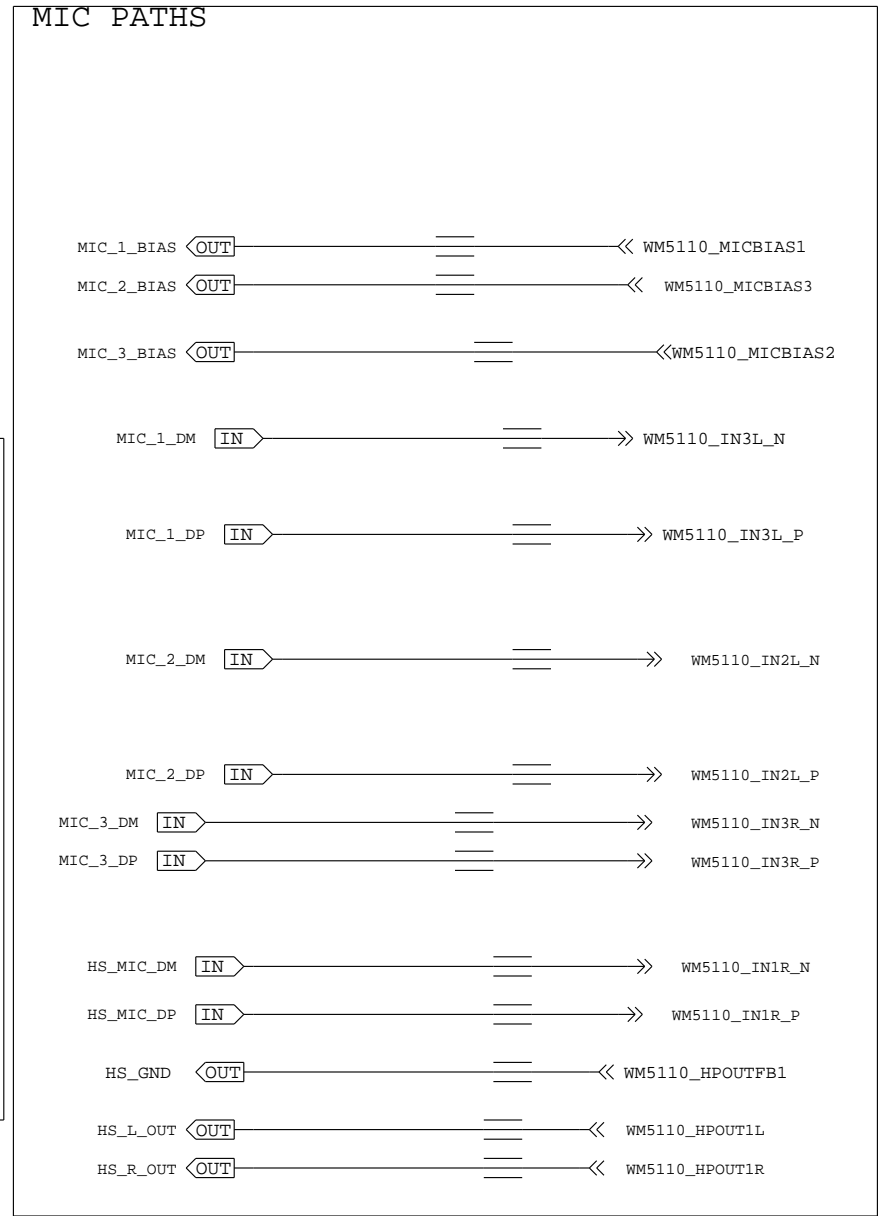 MIC PATHS
MIC_1_BIAS OUT WM5110_MICBIAS1
MIC_2_BIAS OUT WM5110_MICBIAS3
MIC_3_BIAS OUT WM5110_MICBIAS2
MIC_1_DM IN WM5110_IN3L_N
MIC_1_DP IN WM5110_IN3L_P
MIC_2_DM IN WM5110_IN2L_N
MIC_2_DP IN WM5110_IN2L_P
MIC_3_DM IN WM5110_IN3R_N
MIC_3_DP IN WM5110_IN3R_P
HS_MIC_DM IN WM5110_IN1R_N
HS_MIC_DP IN WM5110_IN1R_P
HS_GND OUT WM5110_HPOUTFB1
HS_L_OUT OUT WM5110_HPOUT1L
HS_R_OUT OUT WM5110_HPOUT1R